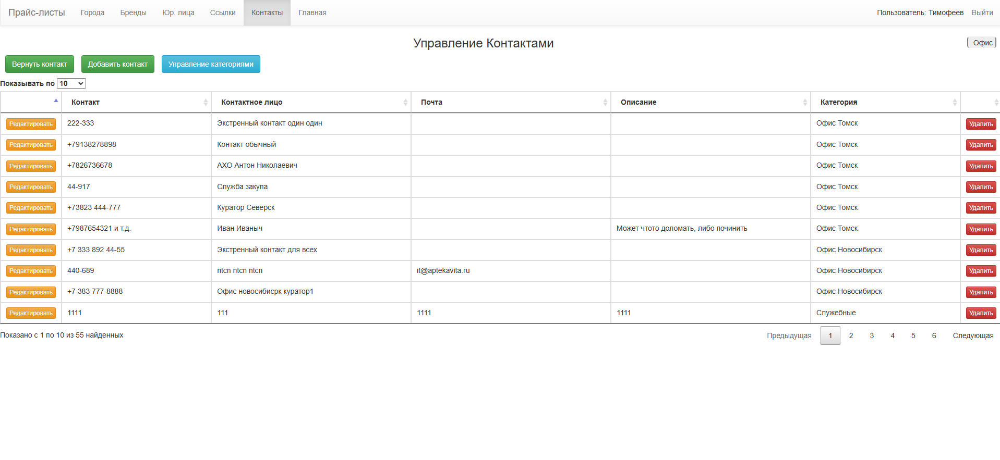 Прайс-листы Города Бренды Юр. лица Ссылки Контакты Главная Пользователь: Тимофеев Выйти
Управление Контактами Офис
Вернуть контакт Добавить контакт Управление категориями
Показывать по 10
Контакт Контактное лицо Почта Описание Категория
Редактировать 222-333 Экстренный контакт один один Офис Томск Удалить
Редактировать +79138278898 Контакт обычный Офис Томск Удалить
Редактировать +7826736678 АХО Антон Николаевич Офис Томск Удалить
Редактировать 44-917 Служба закупа Офис Томск Удалить
Редактировать +73823 444-777 Куратор Северск Офис Томск Удалить
Редактировать +7987654321 и т.д. Иван Иваныч Может чтото доломать, либо починить Офис Томск Удалить
Редактировать +7 333 892 44-55 Экстренный контакт для всех Офис Новосибирск Удалить
Редактировать 440-689 ntcn ntcn ntcn it@aptekavita.ru Офис Новосибирск Удалить
Редактировать +7 383 777-8888 Офис новосибисрк куратор1 Офис Новосибирск Удалить
Редактировать 1111 111 1111 1111 Служебные Удалить
Показано с 1 по 10 из 55 найденных Предыдущая 1 2 3 4 5 6 Следующая